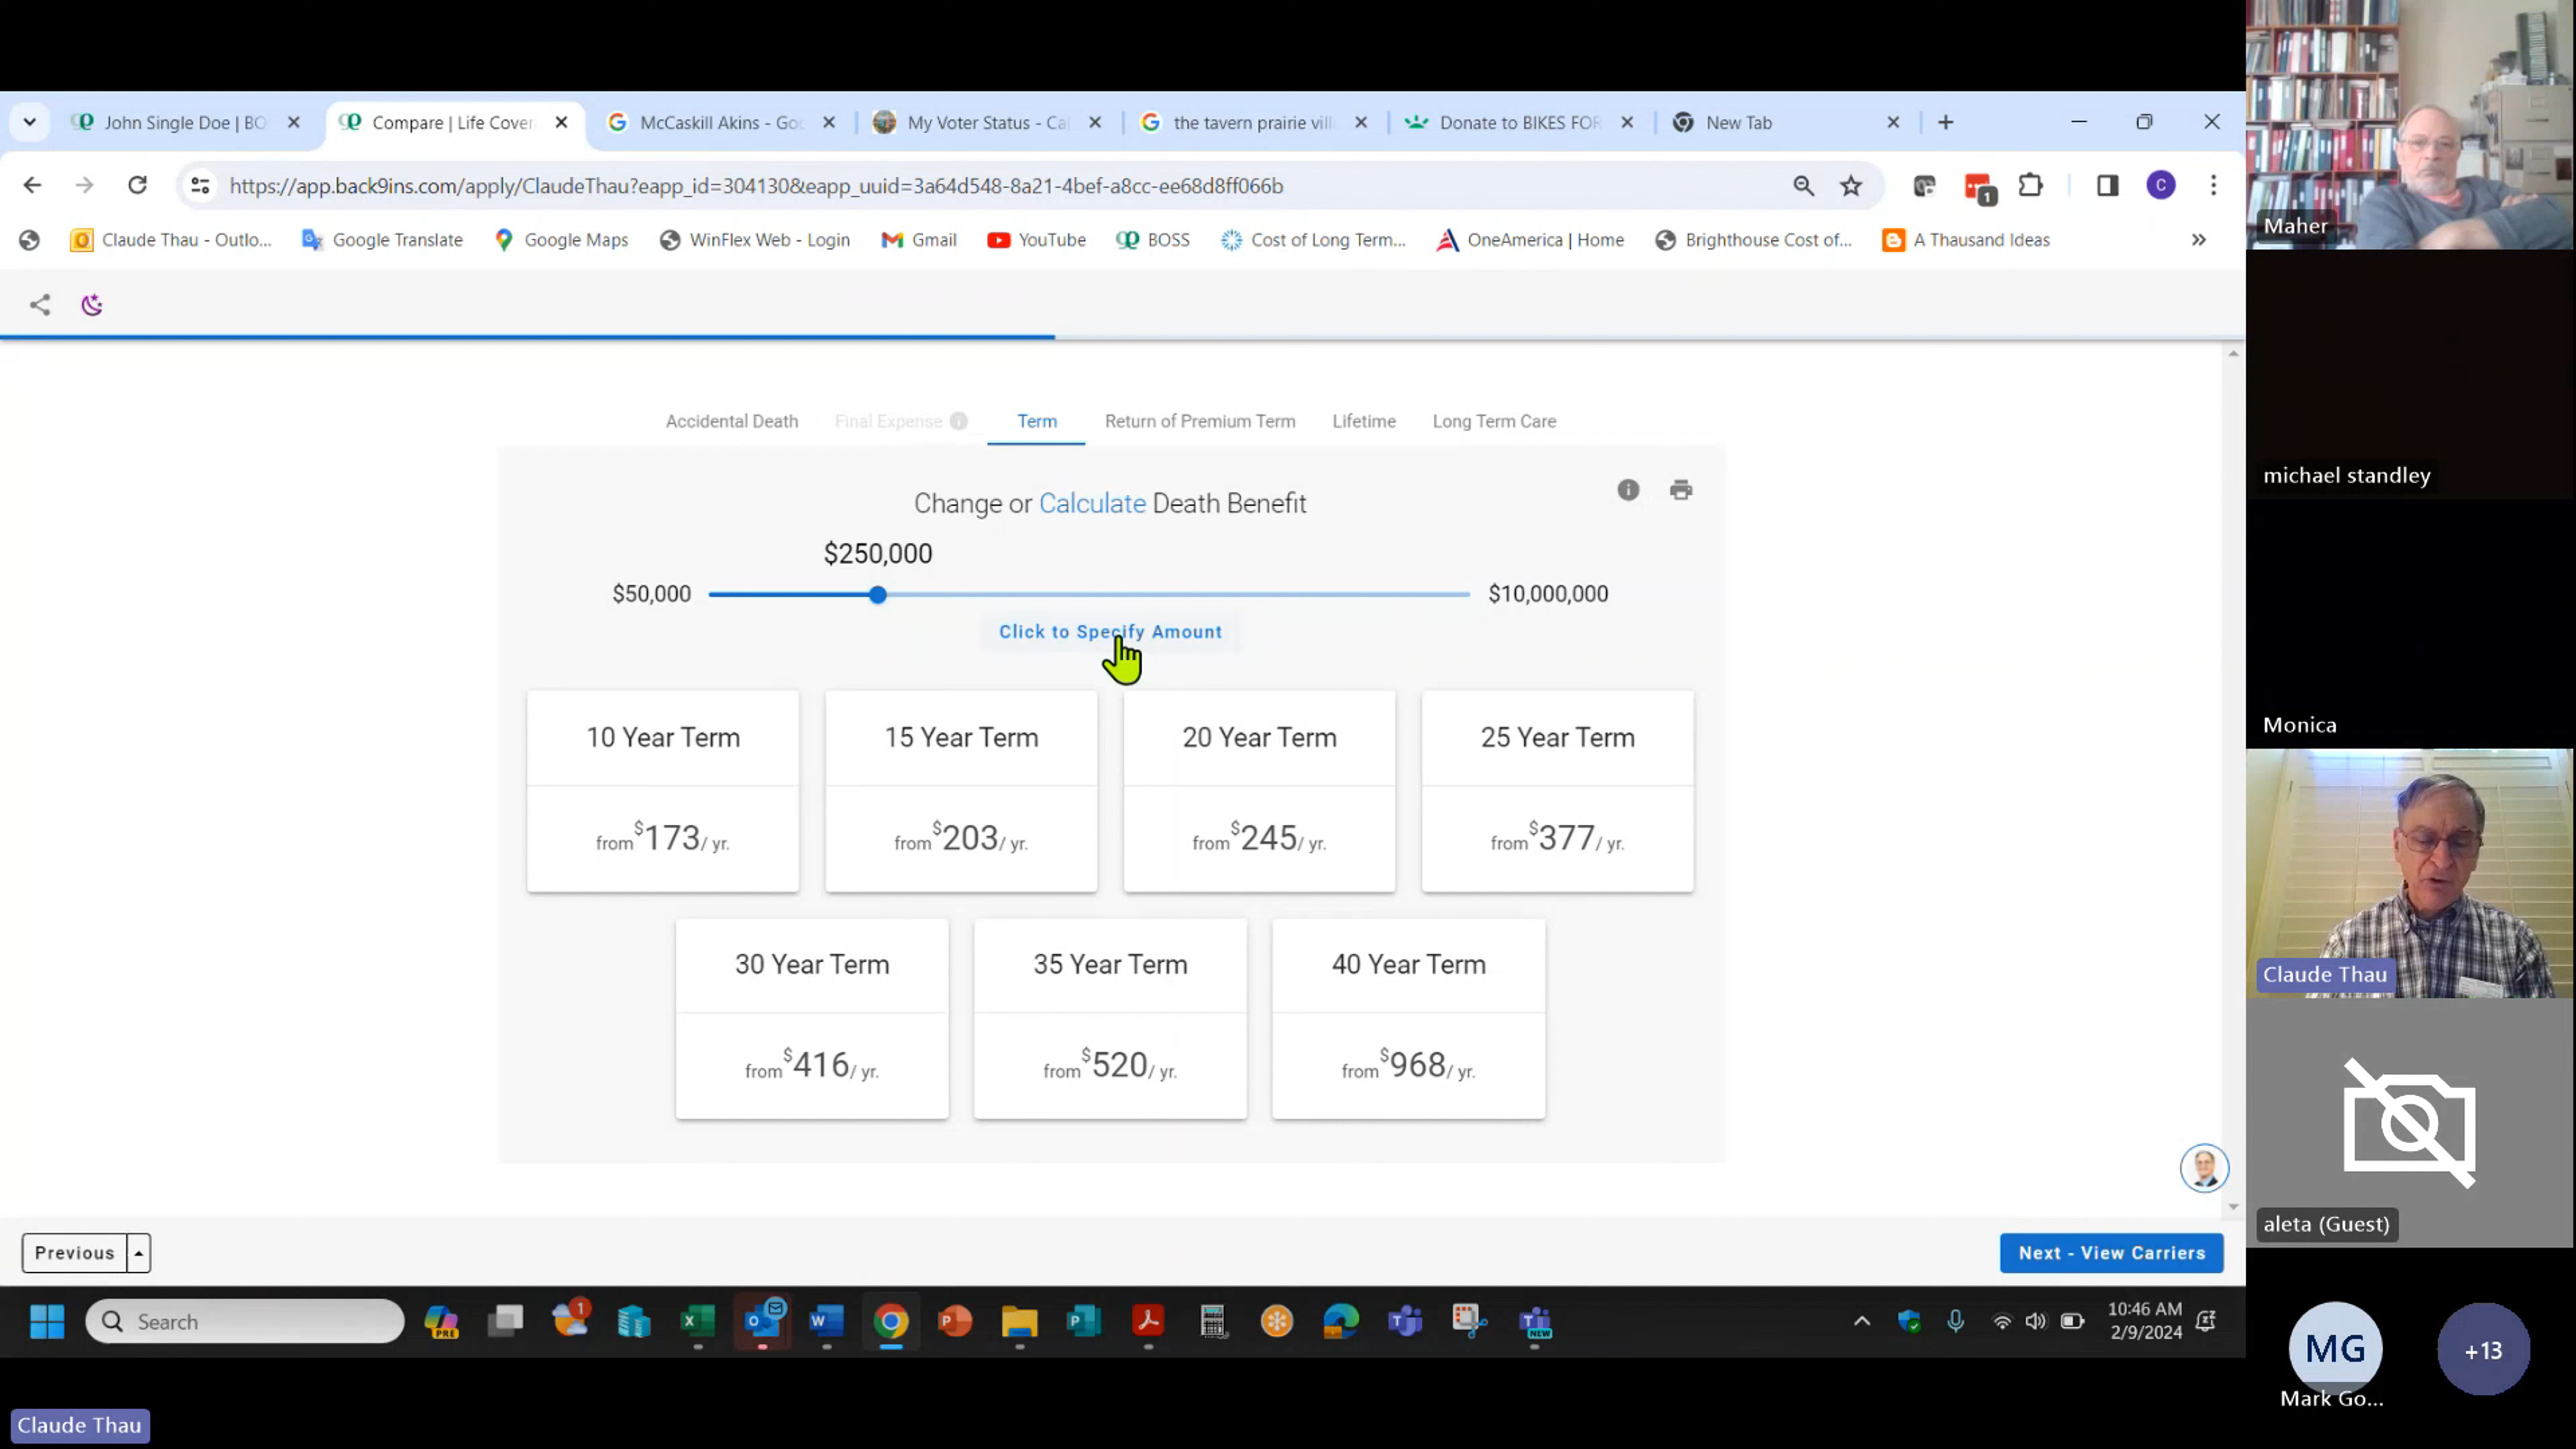 John Single Doe | BO
Compare | Life Cover
McCaskill Akins - Goo
My Voter Status - Cal
the tavern prairie villa
Donate to BIKES FOR
New Tab
https://app.back9ins.com/apply/ClaudeThau?eapp_id=304130&eapp_uuid=3a64d548-8a21-4bef-a8cc-ee68d8ff066b
1
C
Claude Thau - Outlo...
Google Translate
Google Maps
WinFlex Web - Login
Gmail
YouTube
BOSS
Cost of Long Term...
OneAmerica | Home
Brighthouse Cost of...
A Thousand Ideas
Accidental Death
Final Expense
Term
Return of Premium Term
Lifetime
Long Term Care
Change or Calculate Death Benefit
$250,000
$50,000
$10,000,000
Click to Specify Amount
10 Year Term
from $173/ yr.
15 Year Term
from $203/ yr.
20 Year Term
from $245/ yr.
25 Year Term
from $377/ yr.
30 Year Term
from $416/ yr.
35 Year Term
from $520/ yr.
40 Year Term
from $968/ yr.
Previous
Next - View Carriers
Search
PRE
1
NEW
10:46 AM
2/9/2024
Claude Thau
Maher
michael standley
Monica
Claude Thau
aleta (Guest)
MG
Mark Go...
+13